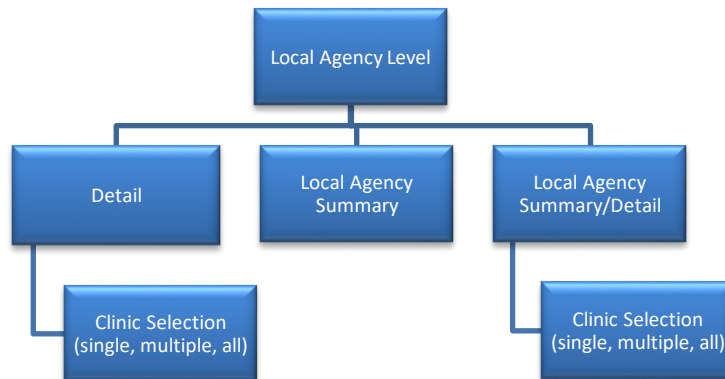 Local Agency Level
Detail
Local Agency
Summary
Local Agency
Summary/Detail
Clinic Selection
(single, multiple, all)
Clinic Selection
(single, multiple, all)